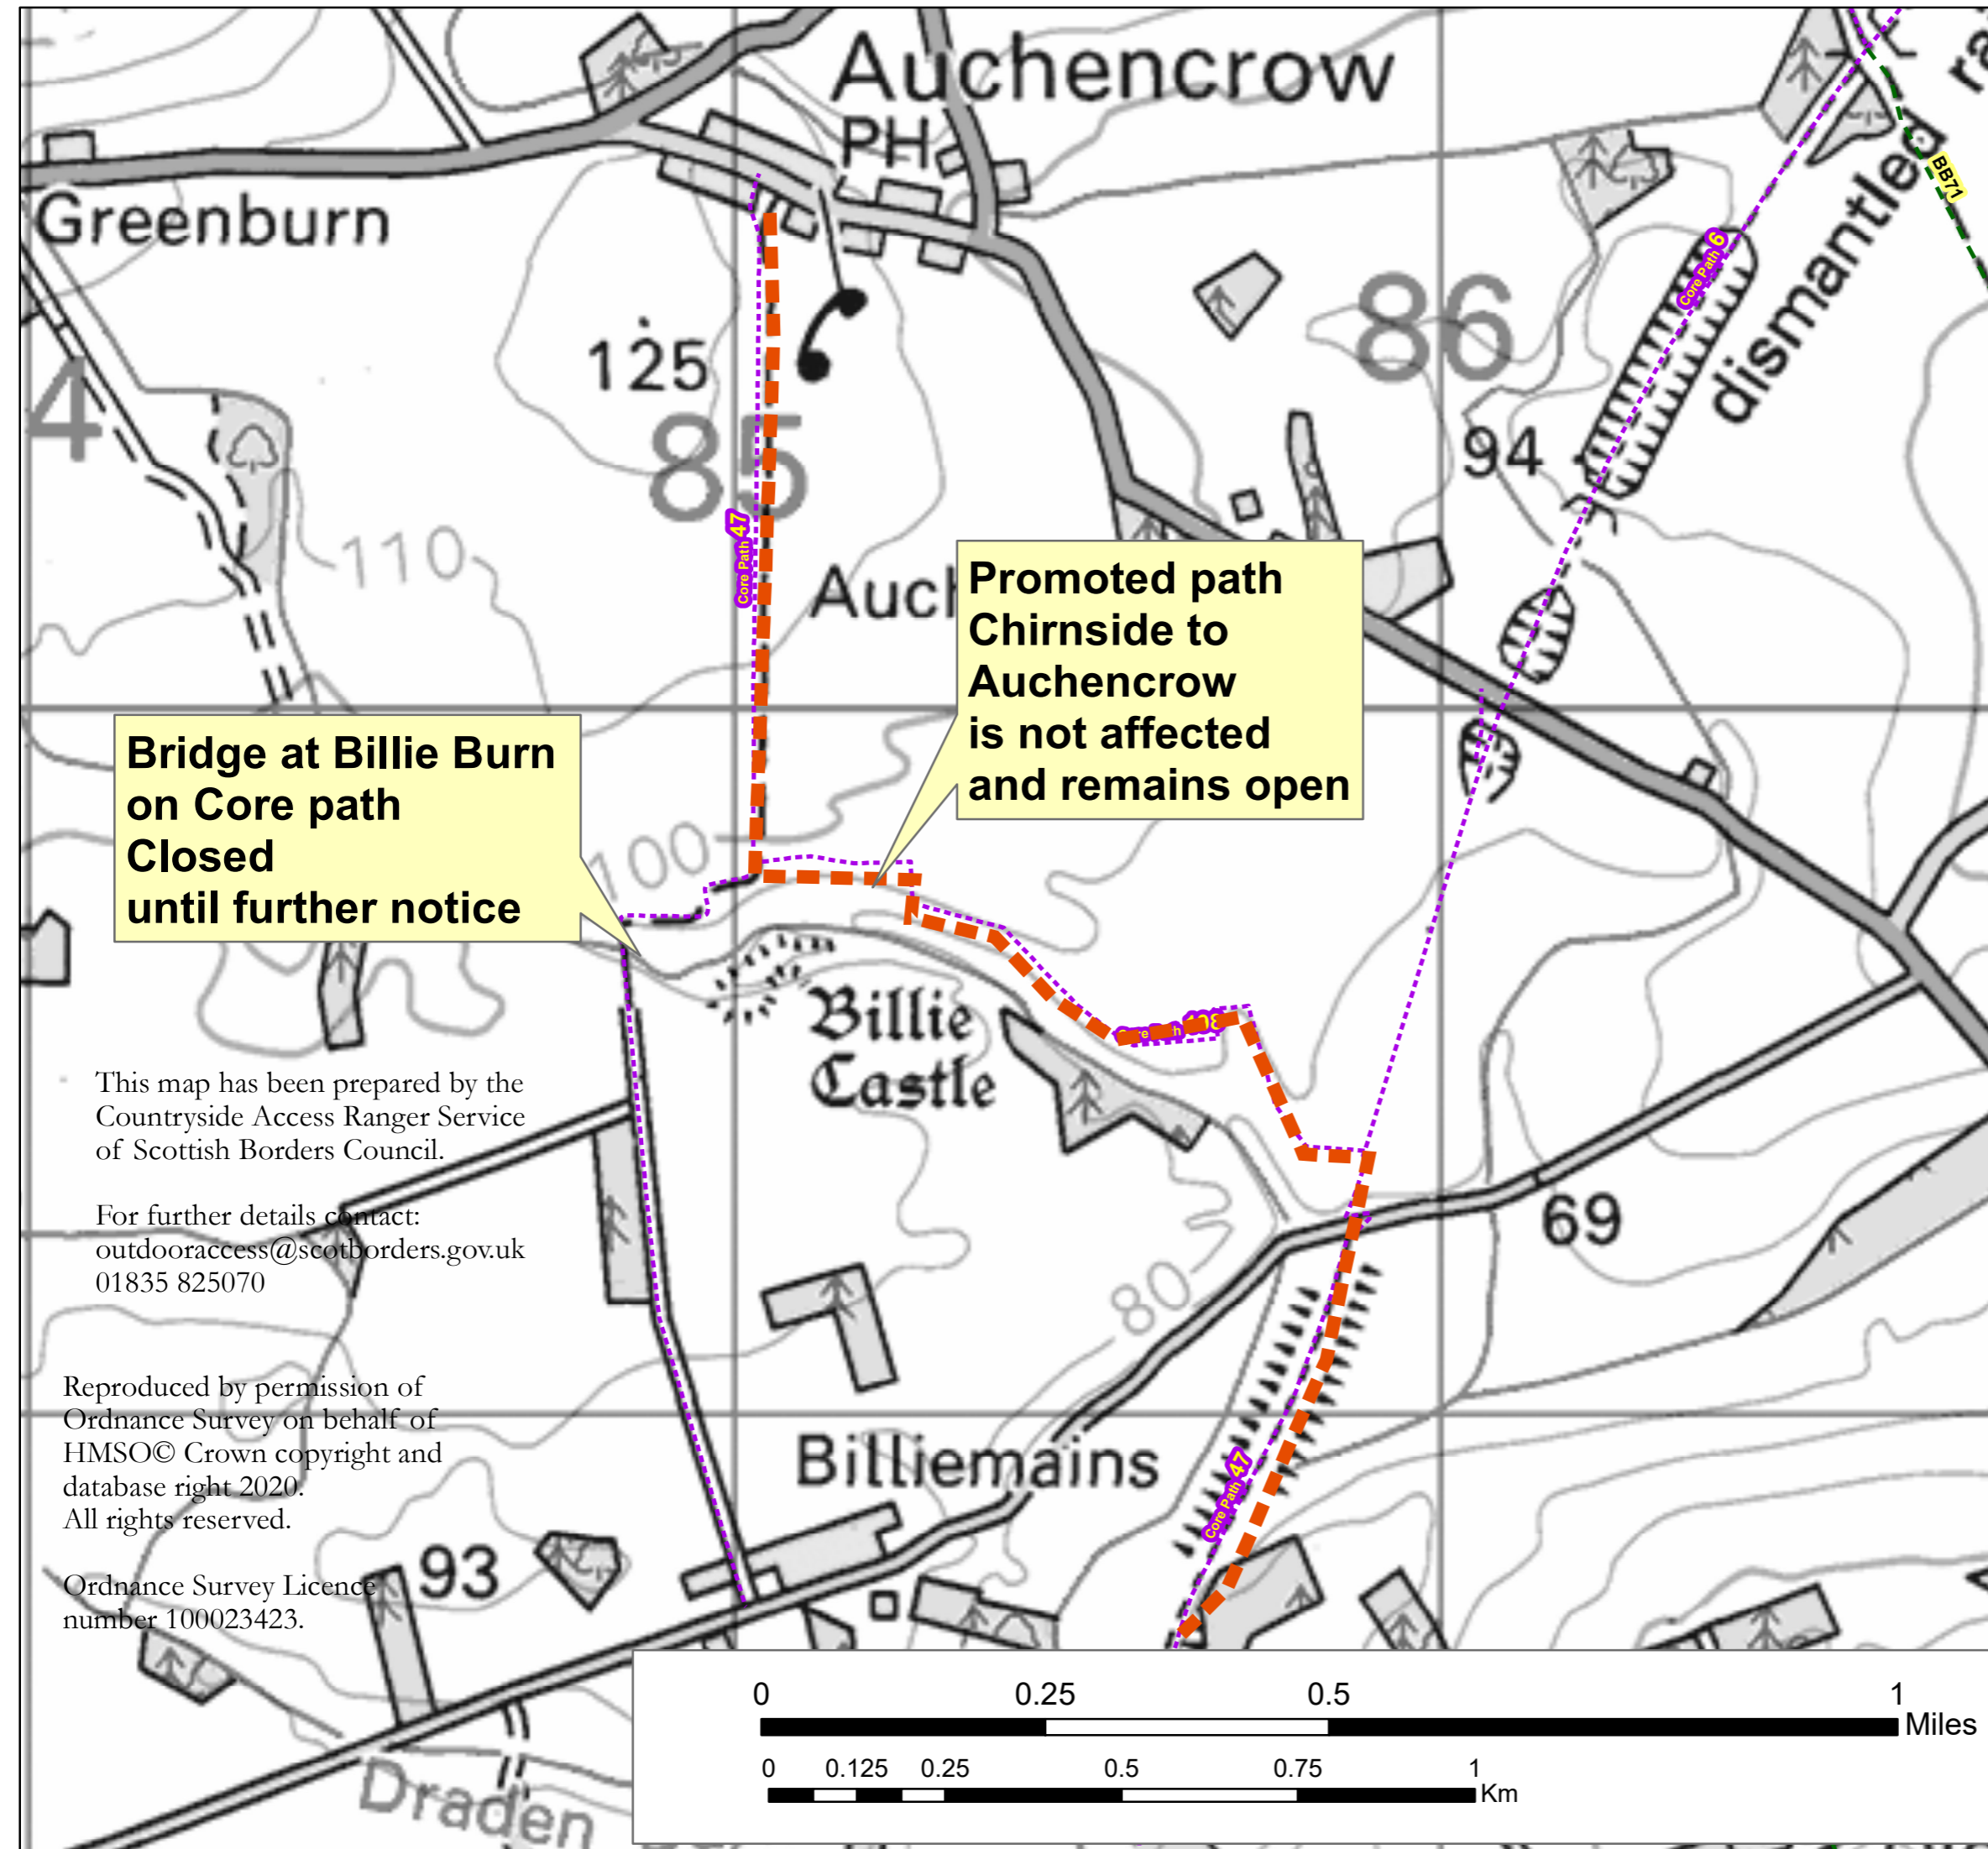 Auchencrow
PH
Greenburn
125
86
4
85
94
dismantled
BB71
Core Path 6
Core Path 47
110
Promoted path
Chirnside to
Auchencrow
is not affected
and remains open
Bridge at Billie Burn
on Core path
Closed
until further notice
100
Billie
Castle
This map has been prepared by the
Countryside Access Ranger Service
of Scottish Borders Council.
For further details contact:
outdooraccess@scotborders.gov.uk
01835 825070
69
80
Reproduced by permission of
Ordnance Survey on behalf of
HMSO© Crown copyright and
database right 2020.
All rights reserved.
Billiemains
Core Path 47
93
Ordnance Survey Licence
number 100023423.
0 0.25 0.5 1
Miles
0 0.125 0.25 0.5 0.75 1
Km
Draden